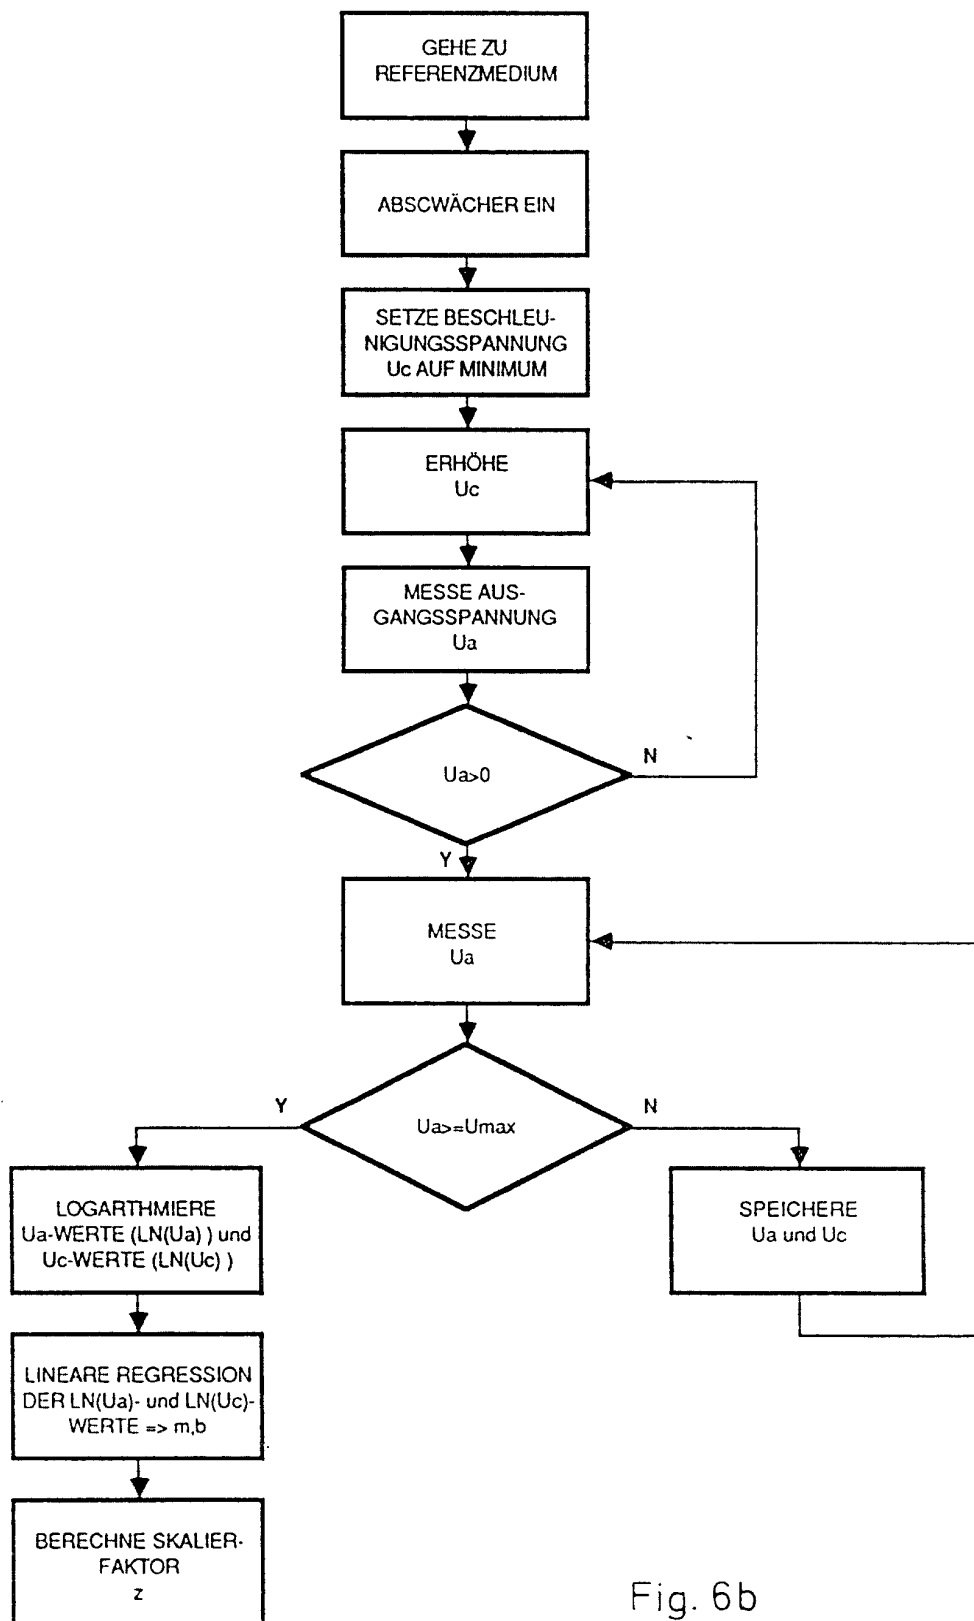 GEHE ZU
REFERENZMEDIUM
ABSCWÄCHER EIN
SETZE BESCHLEU-
NIGUNGSSPANNUNG
Uc AUF MINIMUM
ERHÖHE
Uc
MESSE AUS-
GANGSSPANNUNG
Ua
Ua>0
N
Y
MESSE
Ua
Ua>=Umax
Y
N
LOGARTHMIERE
Ua-WERTE (LN(Ua) ) und
Uc-WERTE (LN(Uc) )
SPEICHERE
Ua und Uc
LINEARE REGRESSION
DER LN(Ua)- und LN(Uc)-
WERTE => m,b
BERECHNE SKALIER-
FAKTOR
z
Fig. 6b